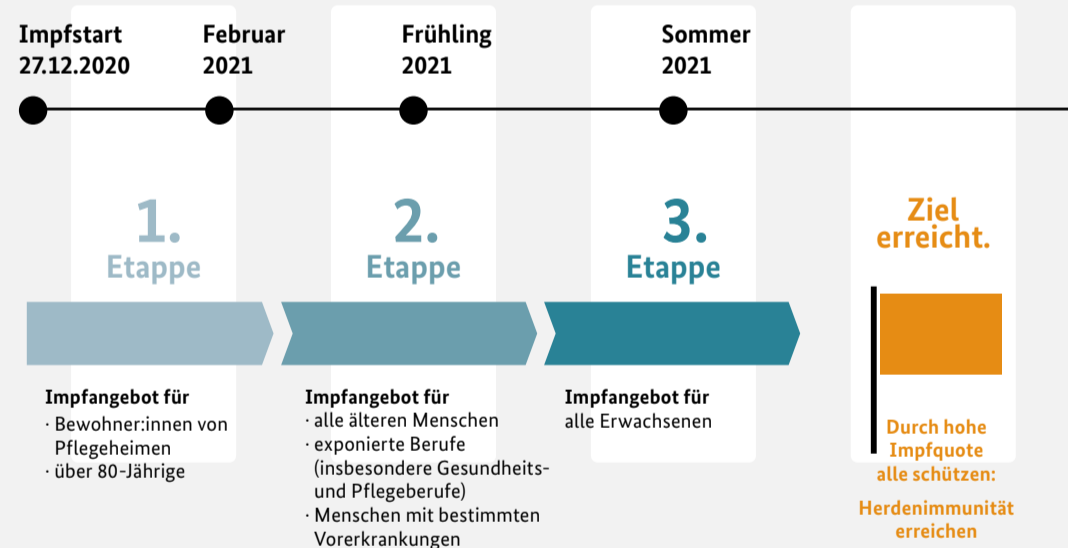 Impfstart
27.12.2020
Februar
2021
Frühling
2021
Sommer
2021
1.
Etappe
2.
Etappe
3.
Etappe
Ziel
erreicht.
Impfangebot für
· Bewohner:innen von
Pflegeheimen
· über 80-Jährige
Impfangebot für
· alle älteren Menschen
· exponierte Berufe
(insbesondere Gesundheits-
und Pflegeberufe)
· Menschen mit bestimmten
Vorerkrankungen
Impfangebot für
alle Erwachsenen
Durch hohe
Impfquote
alle schützen:
Herdenimmunität
erreichen